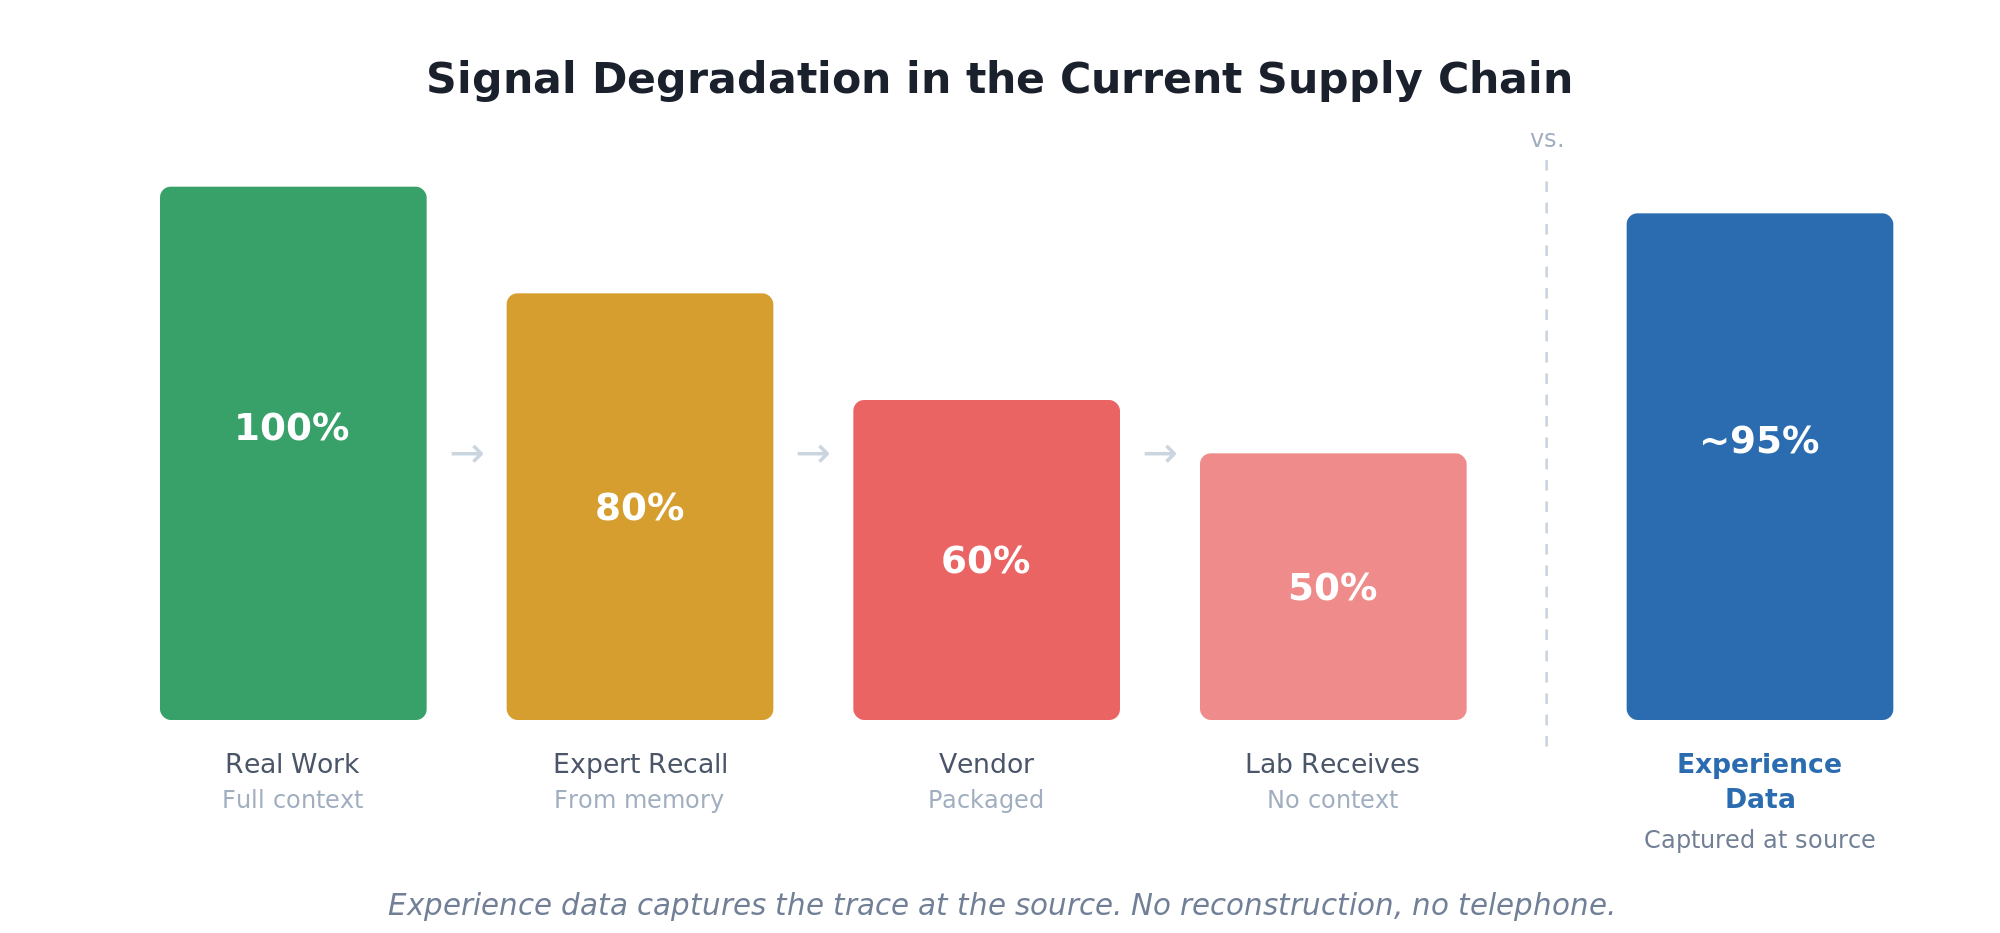 Signal Degradation in the Current Supply Chain
vs.
100%
→
80%
→
60%
→
50%
~95%
Real Work
Full context
Expert Recall
From memory
Vendor
Packaged
Lab Receives
No context
Experience
Data
Captured at source
Experience data captures the trace at the source. No reconstruction, no telephone.